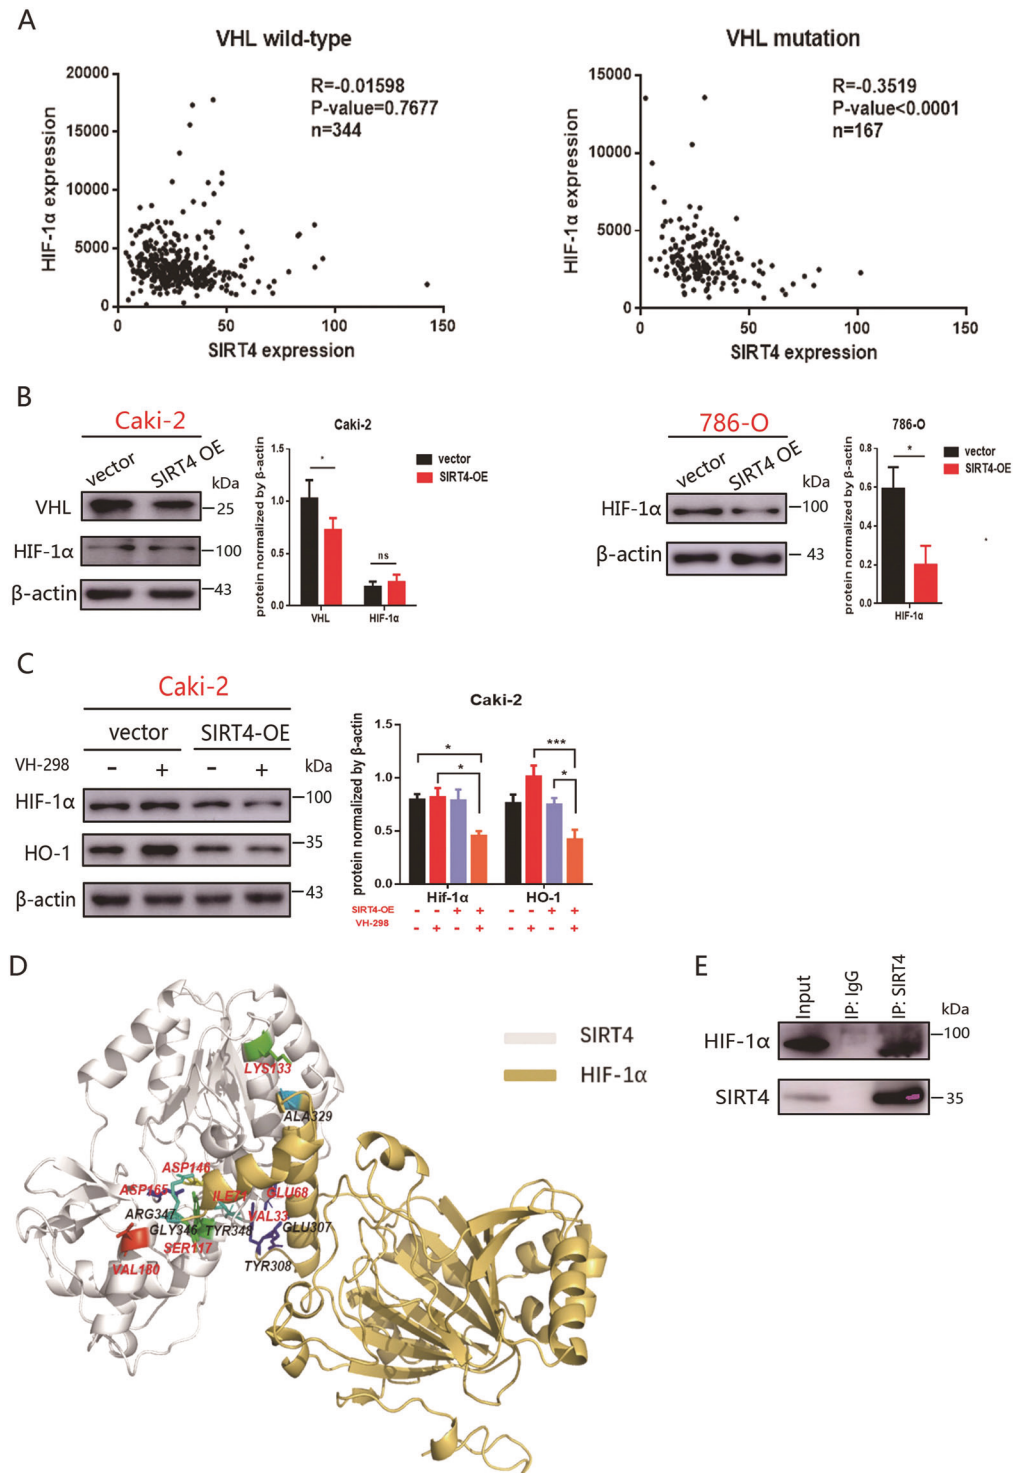 A
VHL wild-type
R=-0.01598
P-value=0.7677
n=344
HIF-1α expression
20000
15000
10000
5000
0
0 50 100 150
SIRT4 expression
VHL mutation
R=-0.3519
P-value<0.0001
n=167
HIF-1α expression
15000
10000
5000
0
0 50 100 150
SIRT4 expression
B
Caki-2
vector SIRT4 OE
kDa
VHL 25
HIF-1α 100
β-actin 43
Caki-2
protein normalized by β-actin
1.5
1.0
0.5
0.0
*
ns
VHL HIF-1α
vector
SIRT4-OE
786-O
vector SIRT4 OE
kDa
HIF-1α 100
β-actin 43
786-O
protein normalized by β-actin
0.8
0.6
0.4
0.2
0.0
*
HIF-1α
vector
SIRT4-OE
C
Caki-2
vector SIRT4-OE
VH-298 - + - + kDa
HIF-1α 100
HO-1 35
β-actin 43
Caki-2
protein normalized by β-actin
1.5
1.0
0.5
0.0
* *
*** *
Hif-1α HO-1
SIRT4-OE - - + + - - + +
VH-298 - + - + - + - +
D
SIRT4
HIF-1α
LYS133
ALA329
ASP146
ASP165
ILE71
GLU68
ARG347
VAL33
GLY346
TYR348
GLU307
SER117
TYR308
VAL180
E
Input
IP: IgG
IP: SIRT4
kDa
HIF-1α 100
SIRT4 35